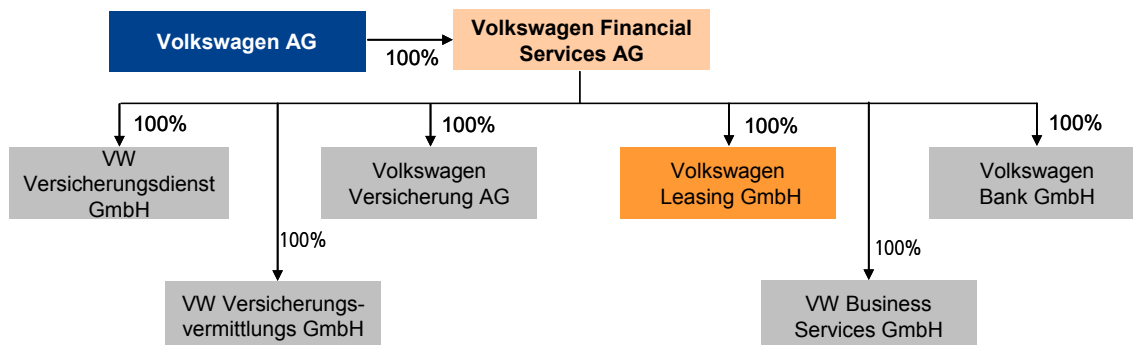 Volkswagen AG
100%
Volkswagen Financial
Services AG
100%
VW
Versicherungsdienst
GmbH
100%
VW Versicherungs-
vermittlungs GmbH
100%
Volkswagen
Versicherung AG
100%
Volkswagen
Leasing GmbH
100%
VW Business
Services GmbH
100%
Volkswagen
Bank GmbH